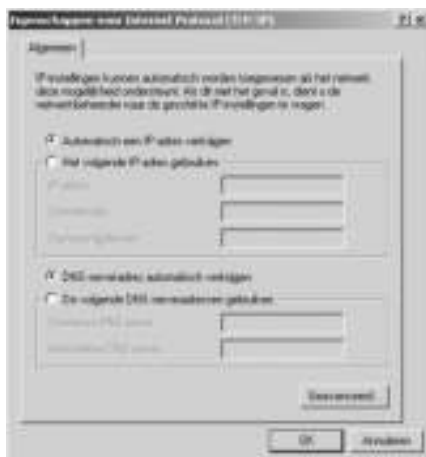 Eigenschappen voor Internet Protocol (TCP/IP)
Algemeen
IP-instellingen kunnen automatisch worden toegewezen als het netwerk
deze mogelijkheid ondersteunt. Als dit niet het geval is, dient u de
netwerkbeheerder naar de geschikte IP-instellingen te vragen.
Automatisch een IP-adres verkrijgen
Het volgende IP-adres gebruiken:
IP-adres:
Subnetmasker:
DNS-serveradres automatisch verkrijgen
De volgende DNS-serveradressen gebruiken:
Geavanceerd...
OK
Annuleren